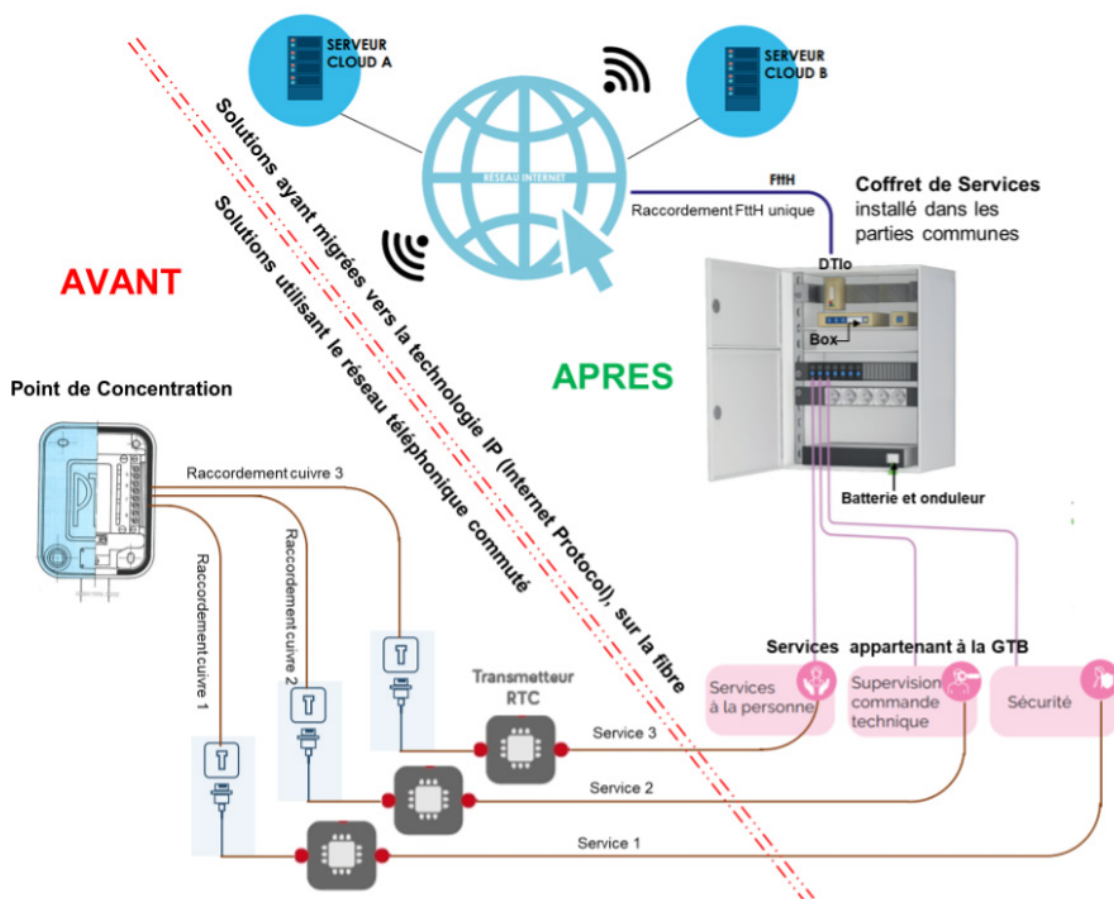 SERVEUR
CLOUD A
SERVEUR
CLOUD B
RÉSEAU INTERNET
FttH
Raccordement FttH unique
Coffret de Services
installé dans les
parties communes
DTIo
Box
Batterie et onduleur
AVANT
APRES
Solutions ayant migrées vers la technologie IP (Internet Protocol), sur la fibre
Solutions utilisant le réseau téléphonique commuté
Point de Concentration
Raccordement cuivre 3
Raccordement cuivre 2
Raccordement cuivre 1
T
T
T
Transmetteur
RTC
Service 3
Service 2
Service 1
Services appartenant à la GTB
Services
à la personne
Supervision
commande
technique
Sécurité